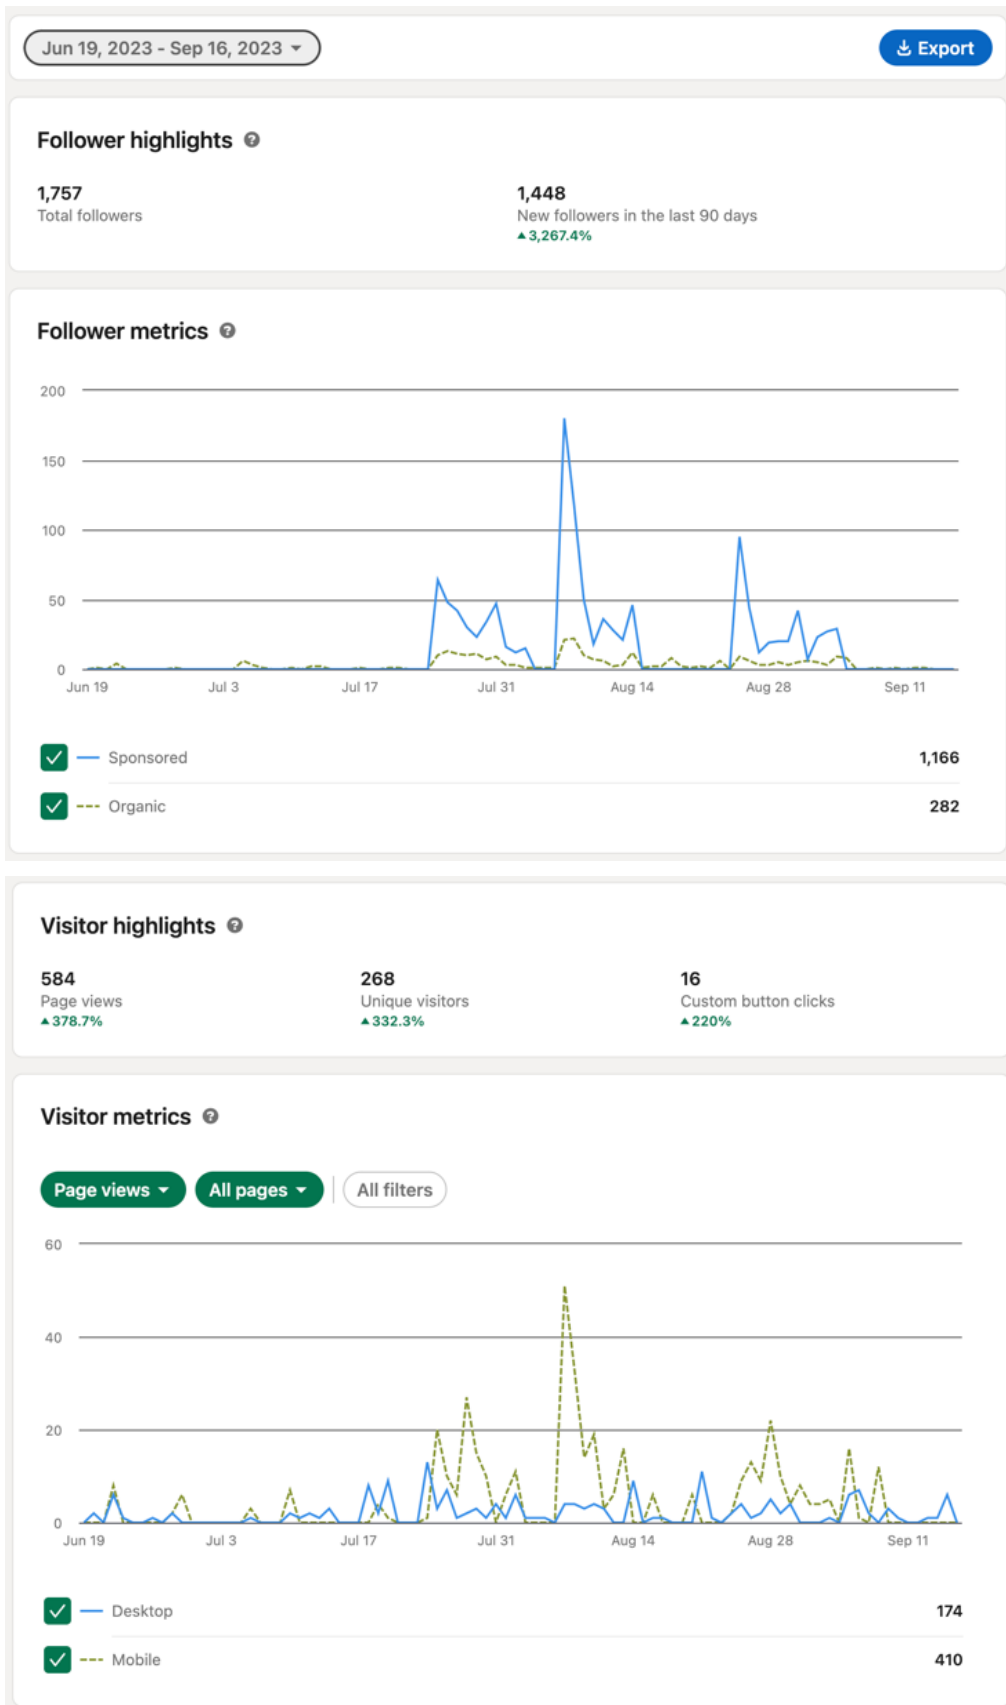 Jun 19, 2023 - Sep 16, 2023
Export
Follower highlights
1,757
Total followers
1,448
New followers in the last 90 days
▲3,267.4%
Follower metrics
200
150
100
50
0
Jun 19 Jul 3 Jul 17 Jul 31 Aug 14 Aug 28 Sep 11
Sponsored 1,166
Organic 282
Visitor highlights
584
Page views
▲378.7%
268
Unique visitors
▲332.3%
16
Custom button clicks
▲220%
Visitor metrics
Page views All pages All filters
60
40
20
0
Jun 19 Jul 3 Jul 17 Jul 31 Aug 14 Aug 28 Sep 11
Desktop 174
Mobile 410